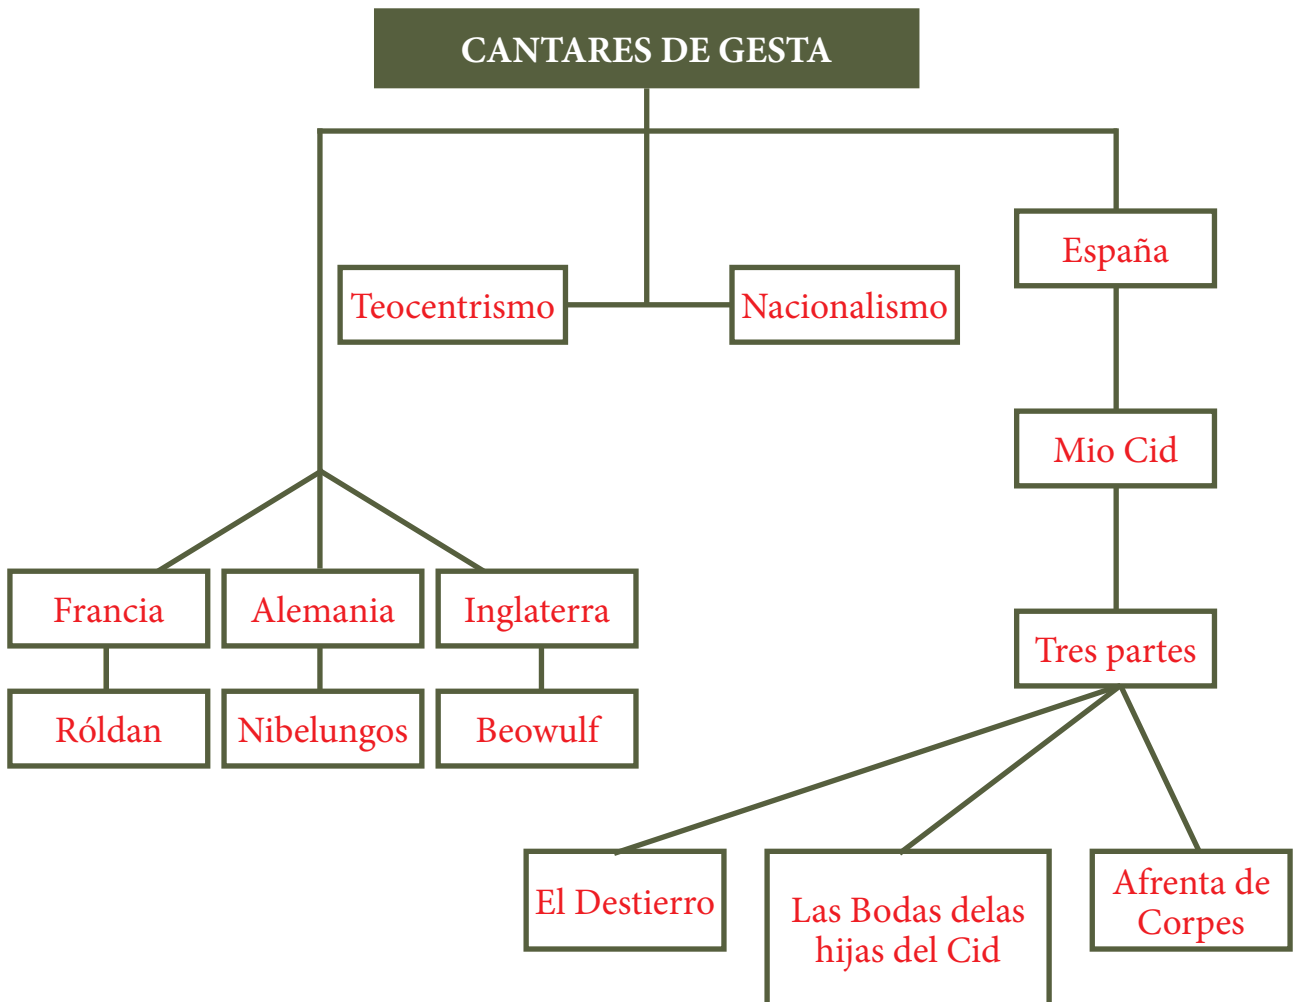 CANTARES DE GESTA
España
Teocentrismo
Nacionalismo
Mio Cid
Francia
Alemania
Inglaterra
Tres partes
Róldan
Nibelungos
Beowulf
El Destierro
Las Bodas delas
hijas del Cid
Afrenta de
Corpes